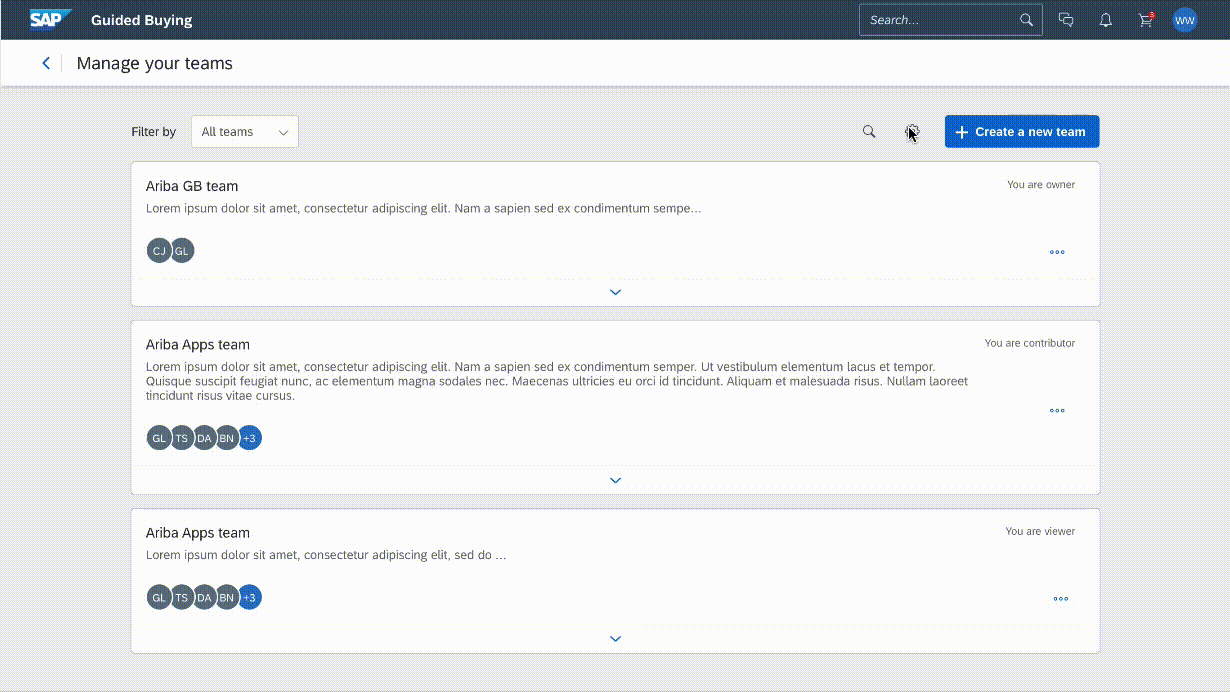 SAP Guided Buying Search... 3 WW
Manage your teams
Filter by All teams Create a new team
Ariba GB team You are owner
Lorem ipsum dolor sit amet, consectetur adipiscing elit. Nam a sapien sed ex condimentum sempe...
CJ GL
Ariba Apps team You are contributor
Lorem ipsum dolor sit amet, consectetur adipiscing elit. Nam a sapien sed ex condimentum semper. Ut vestibulum elementum lacus et tempor.
Quisque suscipit feugiat nunc, ac elementum magna sodales nec. Maecenas ultricies eu orci id tincidunt. Aliquam et malesuada risus. Nullam laoreet
tincidunt risus vitae cursus.
GL TS DA BN +3
Ariba Apps team You are viewer
Lorem ipsum dolor sit amet, consectetur adipiscing elit, sed do ...
GL TS DA BN +3